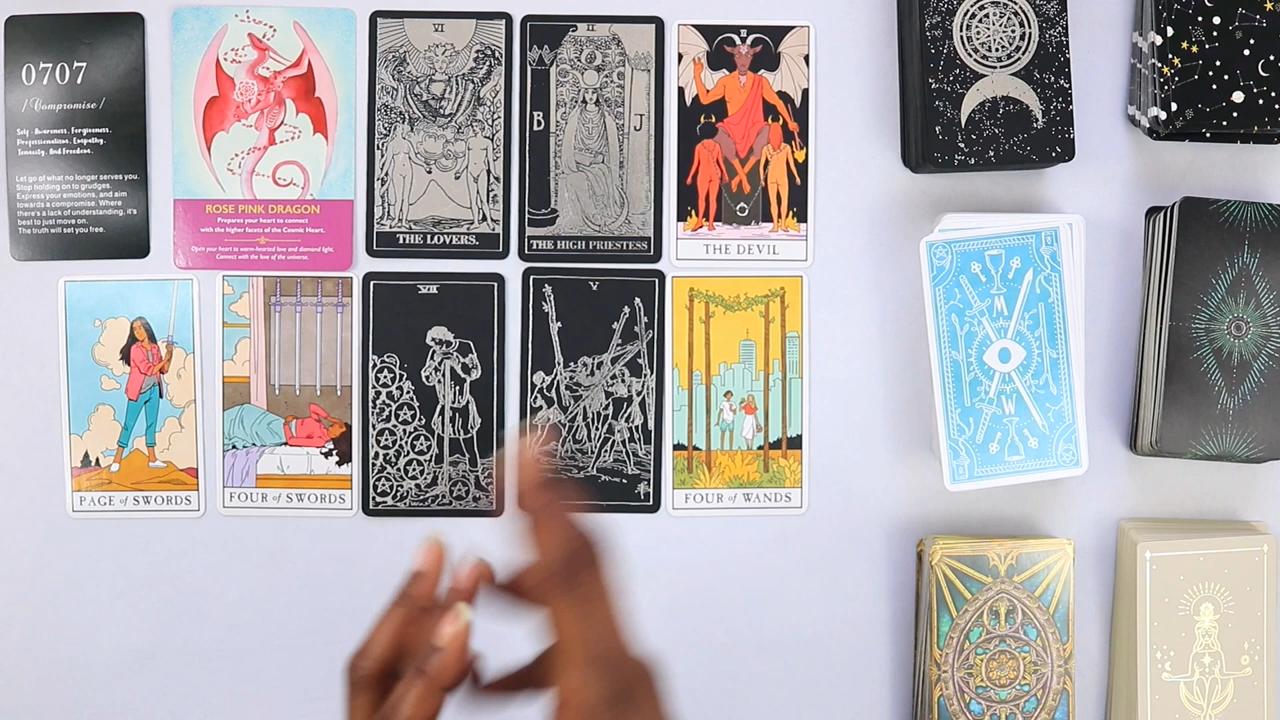 0707
/Compromise/
Self-Awareness, Forgiveness,
Professionalism, Empathy,
Tenacity, And Freedom.
Let go of what no longer serves you.
Stop holding on to grudges.
Express your emotions, and aim
towards a compromise. Where
there's a lack of understanding, it's
best to just move on.
The truth will set you free.
ROSE PINK DRAGON
Prepares your heart to connect
with the higher facets of the Cosmic Heart.
Open your heart to warm-hearted love and diamond light.
Connect with the love of the universe.
VI
THE LOVERS.
II
B
J
THE HIGH PRIESTESS
THE DEVIL
PAGE of SWORDS
FOUR of SWORDS
VII
V
FOUR of WANDS
M
W